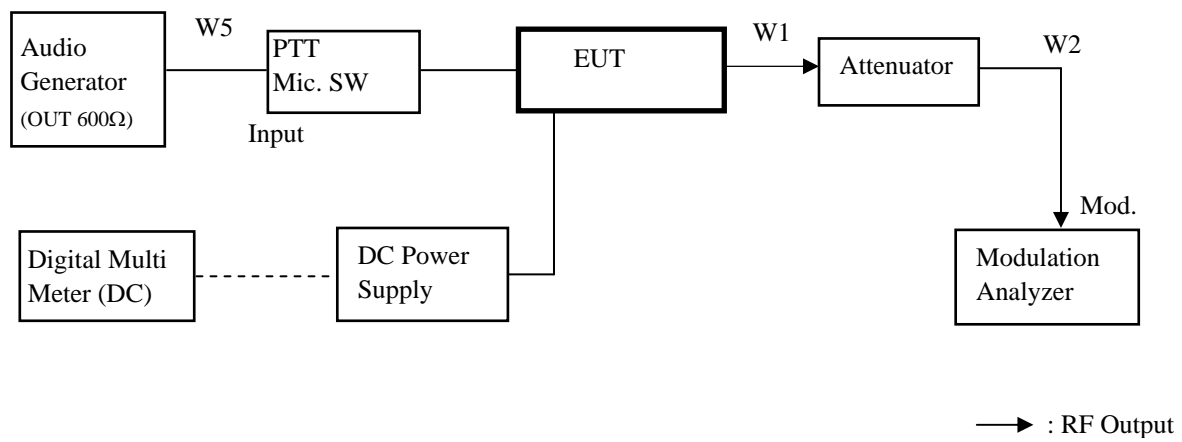 W5
Audio
Generator
(OUT 600Ω)
PTT
Mic. SW
Input
EUT
W1
Attenuator
W2
Digital Multi
Meter (DC)
DC Power
Supply
Mod.
Modulation
Analyzer
: RF Output